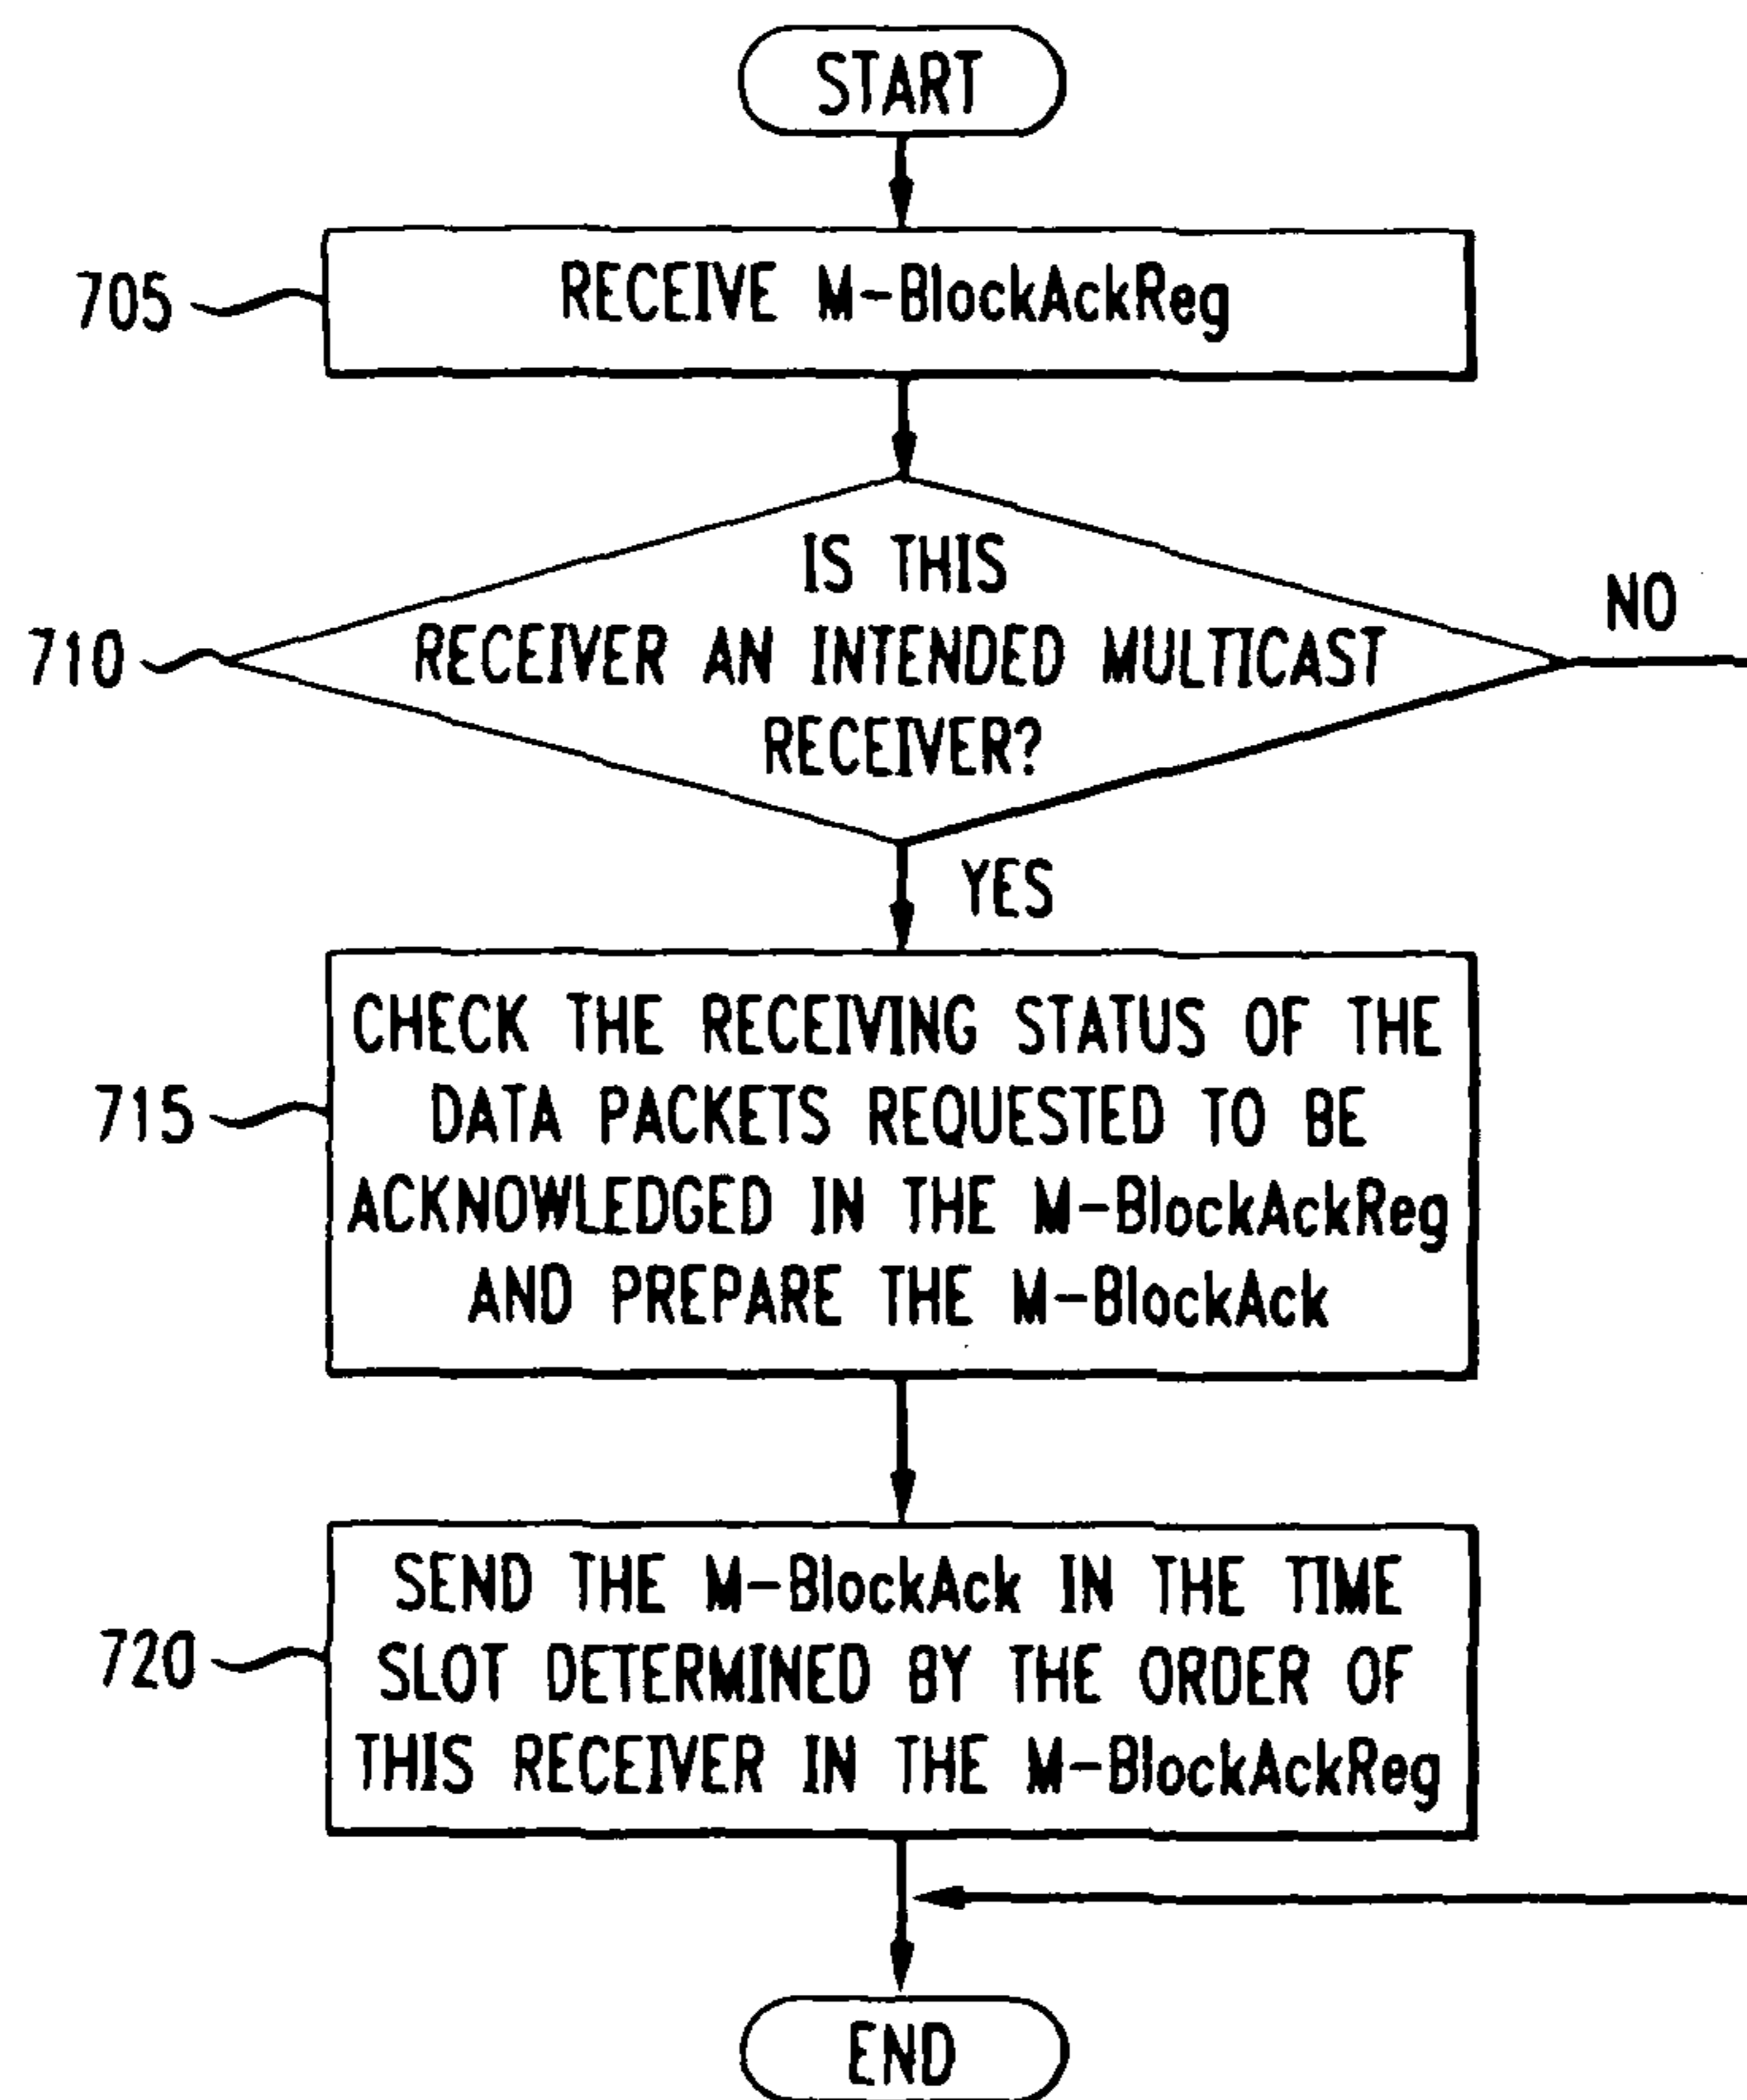 START
705
RECEIVE M-BlockAckReg
IS THIS
710
RECEIVER AN INTENDED MULTICAST
RECEIVER?
NO
YES
715
CHECK THE RECEIVING STATUS OF THE
DATA PACKETS REQUESTED TO BE
ACKNOWLEDGED IN THE M-BlockAckReg
AND PREPARE THE M-BlockAck
720
SEND THE M-BlockAck IN THE TIME
SLOT DETERMINED BY THE ORDER OF
THIS RECEIVER IN THE M-BlockAckReg
END